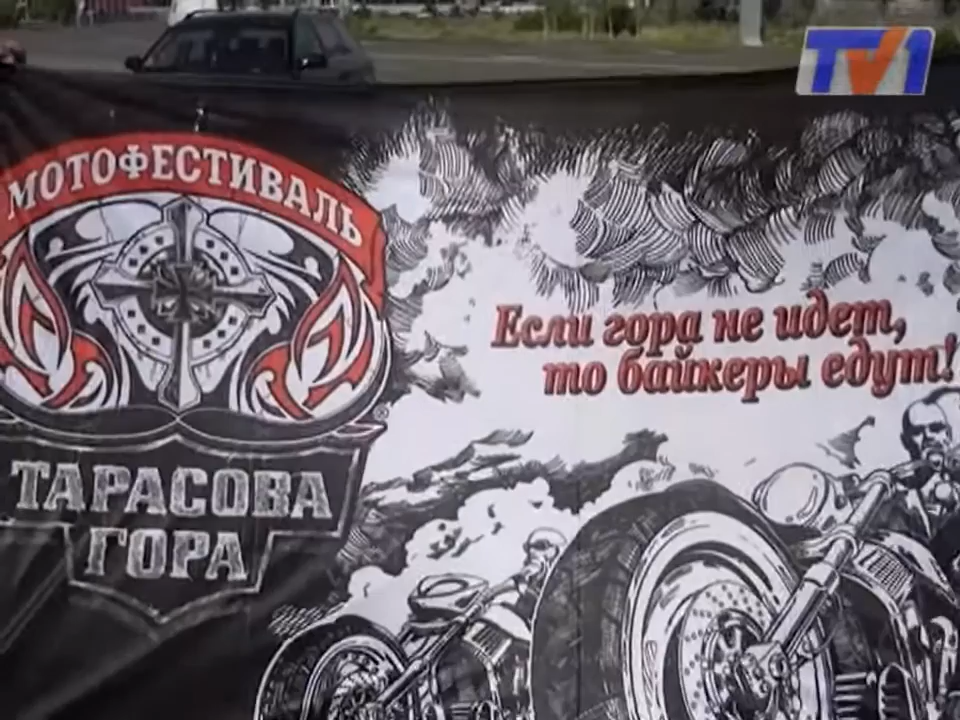 TV1
МОТОФЕСТИВАЛЬ
Если гора не идет,
то байкеры едут!
®
ТАРАСОВА
ГОРА